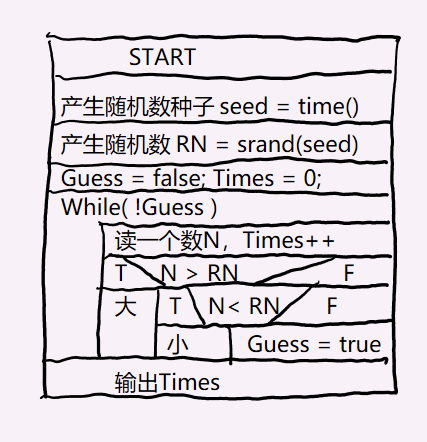 START
产生随机数种子 seed = time()
产生随机数 RN = srand(seed)
Guess = false; Times = 0;
While( !Guess )
读一个数N，Times++
T N > RN F
大 T N< RN F
小 Guess = true
输出Times